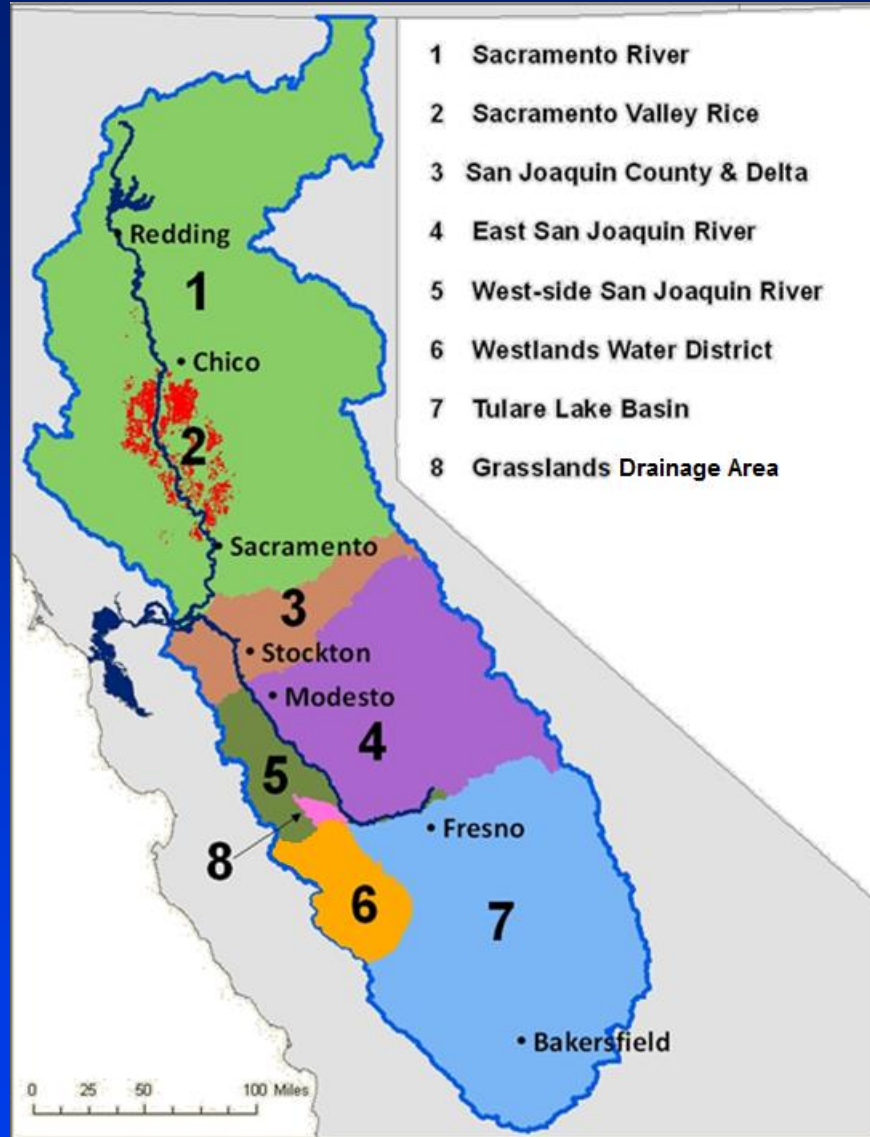 1 Sacramento River
2 Sacramento Valley Rice
3 San Joaquin County & Delta
4 East San Joaquin River
5 West-side San Joaquin River
6 Westlands Water District
7 Tulare Lake Basin
8 Grasslands Drainage Area
Redding
1
Chico
2
Sacramento
3
Stockton
Modesto
4
5
Fresno
8
6
7
Bakersfield
0 25 50 100 Miles